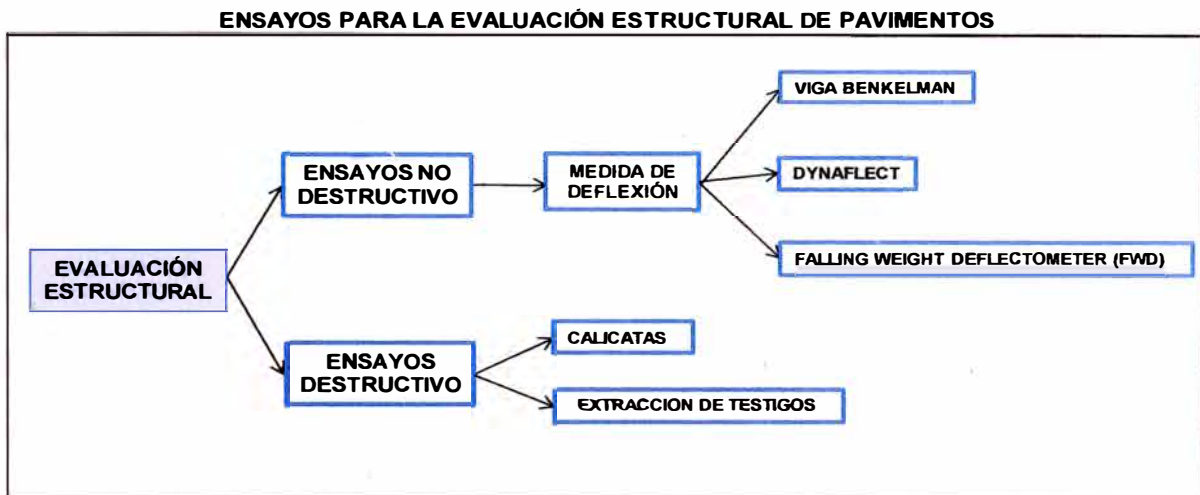 ENSAYOS PARA LA EVALUACIÓN ESTRUCTURAL DE PAVIMENTOS
VIGA BENKELMAN
ENSAYOS NO
DESTRUCTIVO
MEDIDA DE
DEFLEXIÓN
DYNAFLECT
FALLING WEIGHT DEFLECTOMETER (FWD)
EVALUACIÓN
ESTRUCTURAL
CALICATAS
ENSAYOS
DESTRUCTIVO
EXTRACCION DE TESTIGOS